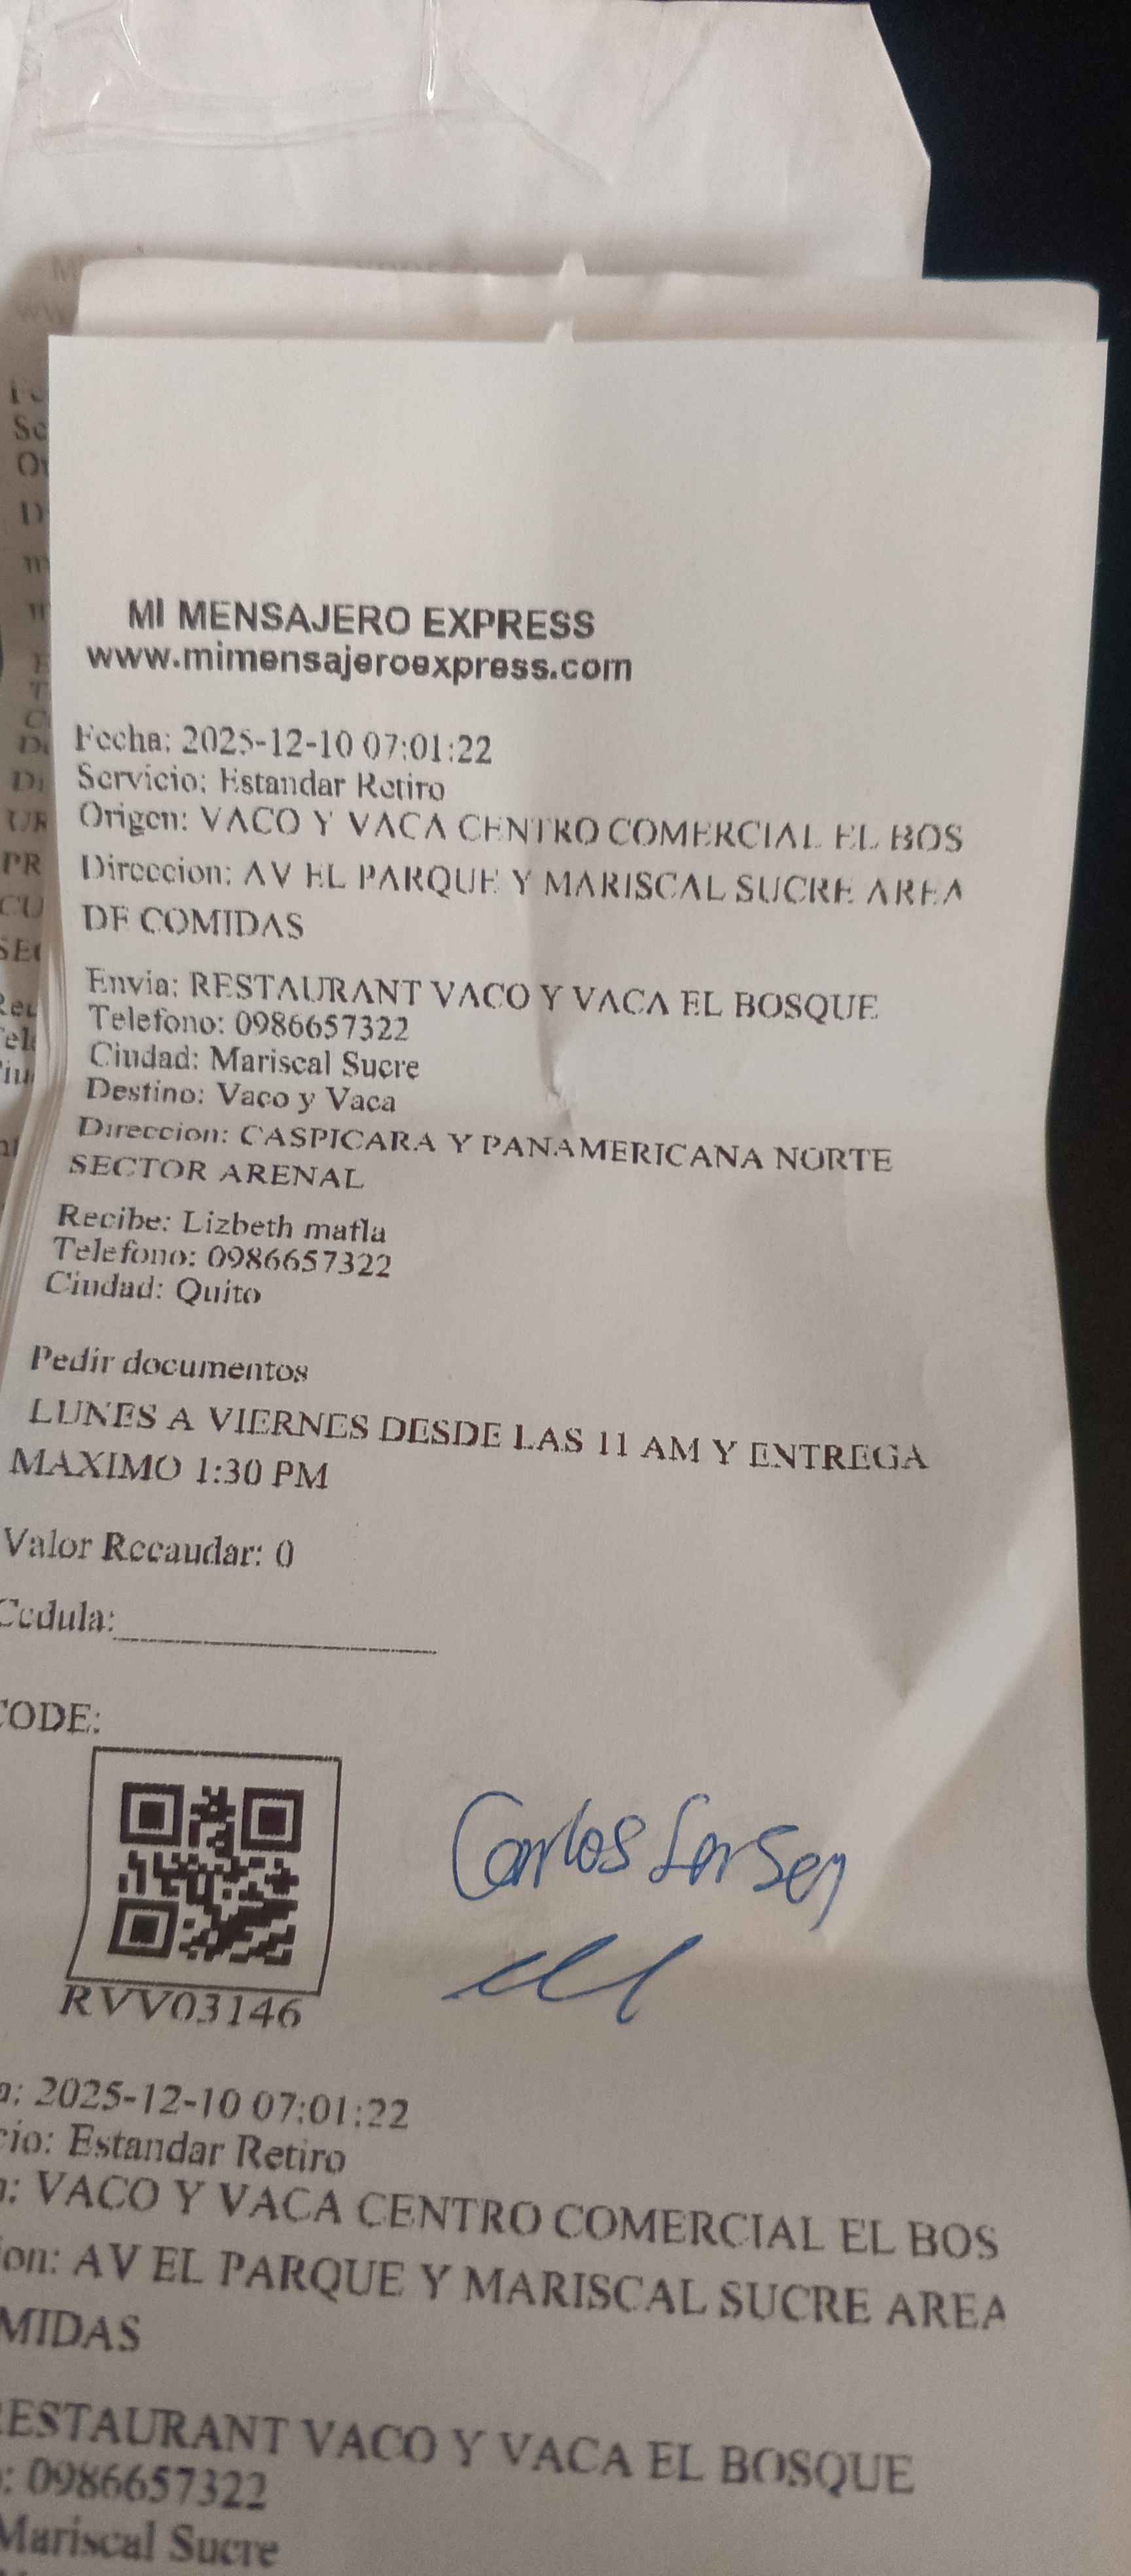 MI MENSAJERO EXPRESS
www.mimensajeroexpress.com
Fecha: 2025-12-10 07:01:22
Servicio: Estandar Retiro
Origen: VACO Y VACA CENTRO COMERCIAL EL BOS
Direccion: AV EL PARQUE Y MARISCAL SUCRE AREA
DE COMIDAS
Envia: RESTAURANT VACO Y VACA EL BOSQUE
Telefono: 0986657322
Ciudad: Mariscal Sucre
Destino: Vaco y Vaca
Direccion: CASPICARA Y PANAMERICANA NORTE
SECTOR ARENAL
Recibe: Lizbeth mafla
Telefono: 0986657322
Ciudad: Quito
Pedir documentos
LUNES A VIERNES DESDE LAS 11 AM Y ENTREGA
MAXIMO 1:30 PM
Valor Recaudar: 0
Cedula:
CODE:
Carlos
RVV03146
a: 2025-12-10 07:01:22
cio: Estandar Retiro
n: VACO Y VACA CENTRO COMERCIAL EL BOS
ion: AV EL PARQUE Y MARISCAL SUCRE AREA
MIDAS
RESTAURANT VACO Y VACA EL BOSQUE
: 0986657322
Mariscal Sucre